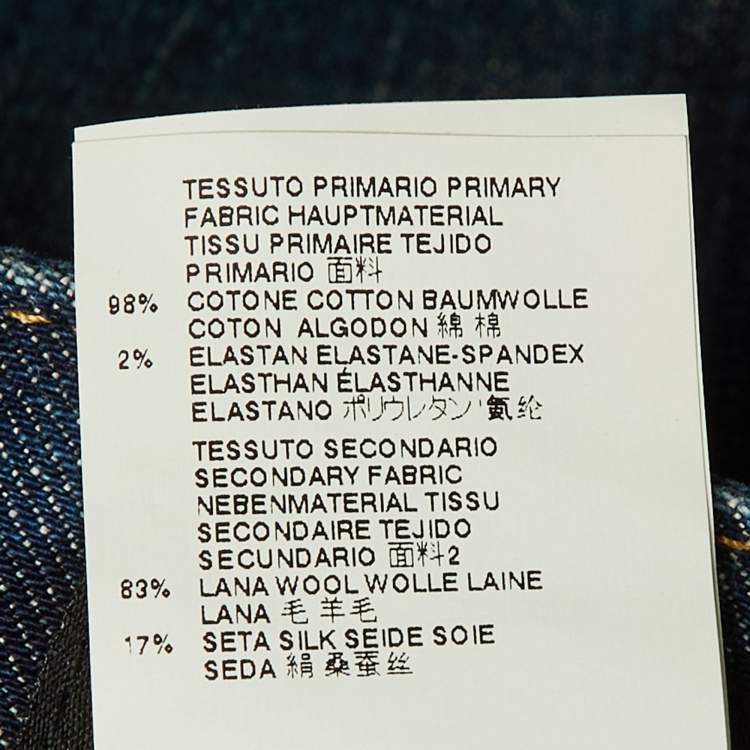 TESSUTO PRIMARIO PRIMARY
FABRIC HAUPTMATERIAL
TISSU PRIMAIRE TEJIDO
PRIMARIO 面料
98% COTONE COTTON BAUMWOLLE
COTON ALGODON 綿 棉
2% ELASTAN ELASTANE-SPANDEX
ELASTHAN ÉLASTHANNE
ELASTANO ポリウレタン 氨纶
TESSUTO SECONDARIO
SECONDARY FABRIC
NEBENMATERIAL TISSU
SECONDAIRE TEJIDO
SECUNDARIO 面料2
83% LANA WOOL WOLLE LAINE
LANA 毛 羊毛
17% SETA SILK SEIDE SOIE
SEDA 絹 桑蚕丝